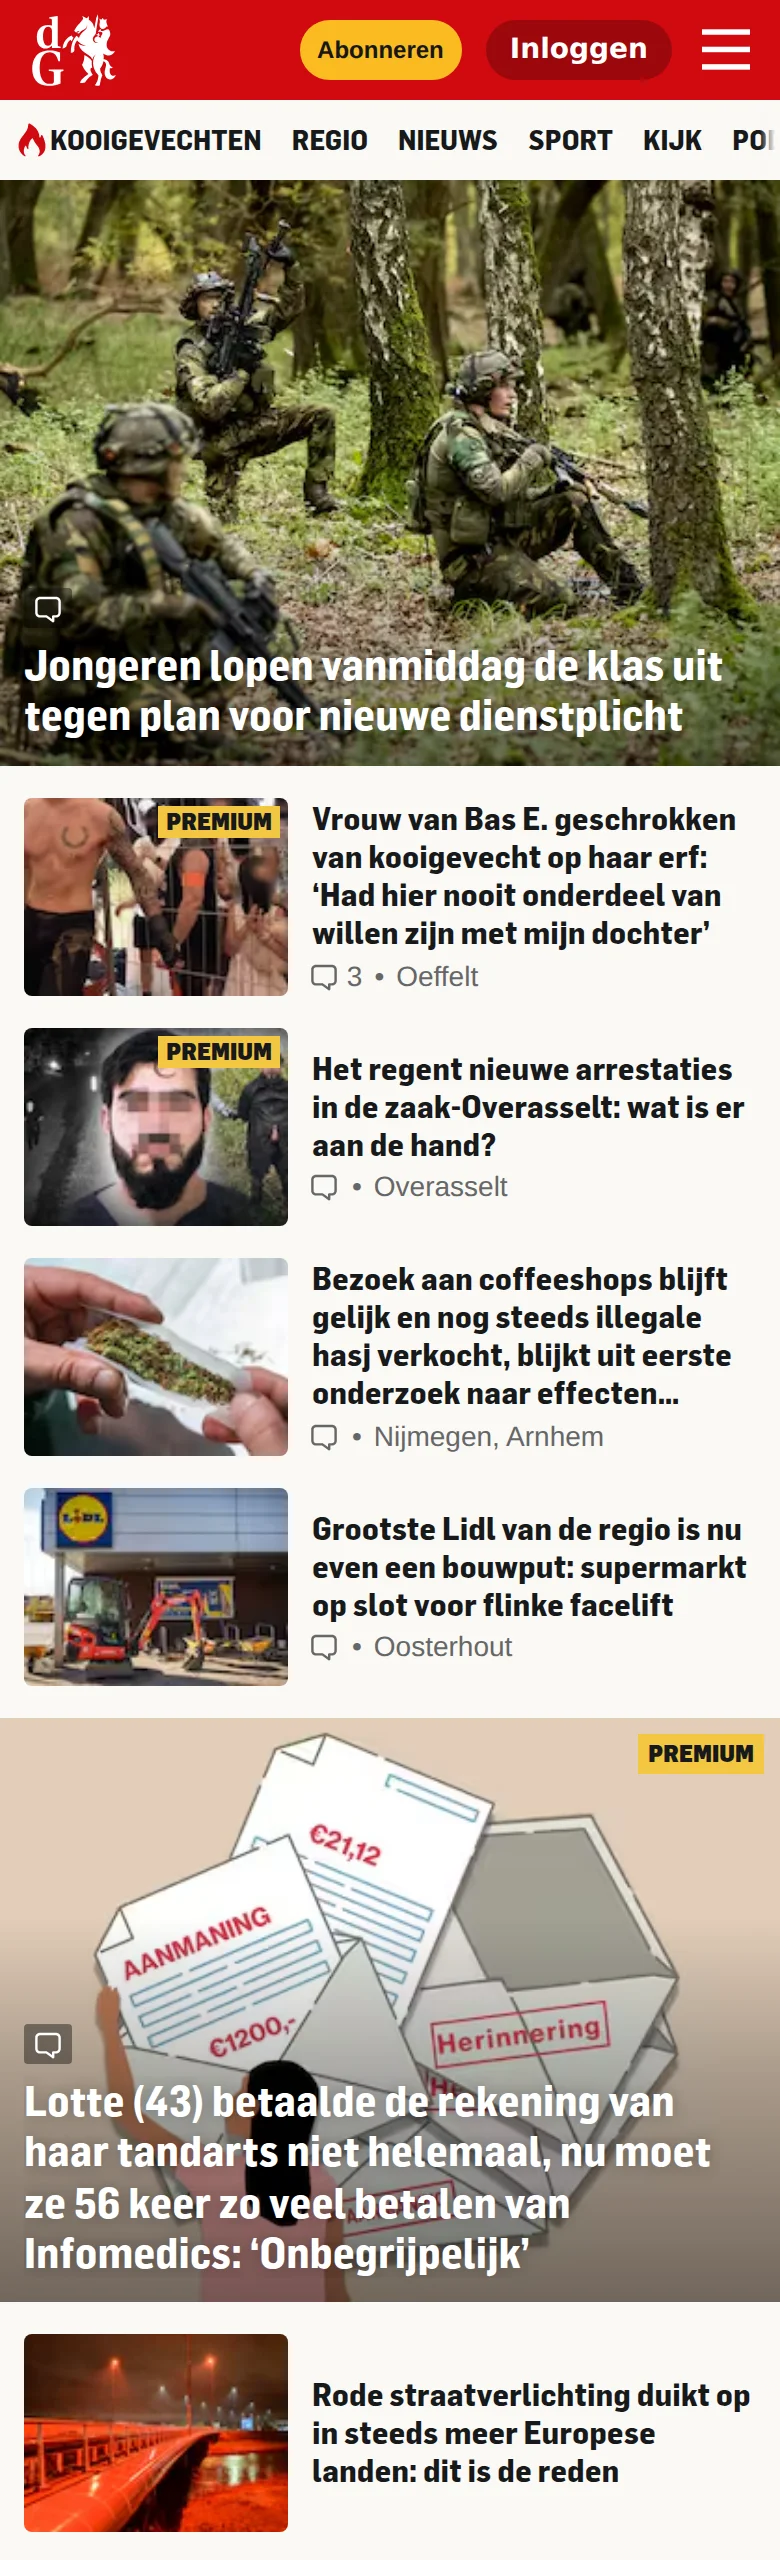 dG
Abonneren
Inloggen
KOOIGEVECHTEN REGIO NIEUWS SPORT KIJK
Jongeren lopen vanmiddag de klas uit
tegen plan voor nieuwe dienstplicht
PREMIUM
Vrouw van Bas E. geschrokken
van kooigevecht op haar erf:
‘Had hier nooit onderdeel van
willen zijn met mijn dochter’
3 • Oeffelt
PREMIUM
Het regent nieuwe arrestaties
in de zaak-Overasselt: wat is er
aan de hand?
• Overasselt
Bezoek aan coffeeshops blijft
gelijk en nog steeds illegale
hasj verkocht, blijkt uit eerste
onderzoek naar effecten...
• Nijmegen, Arnhem
LIDL
Grootste Lidl van de regio is nu
even een bouwput: supermarkt
op slot voor flinke facelift
• Oosterhout
PREMIUM
€21,12
AANMANING
€1200,-
Herinnering
Lotte (43) betaalde de rekening van
haar tandarts niet helemaal, nu moet
ze 56 keer zo veel betalen van
Infomedics: ‘Onbegrijpelijk’
Rode straatverlichting duikt op
in steeds meer Europese
landen: dit is de reden